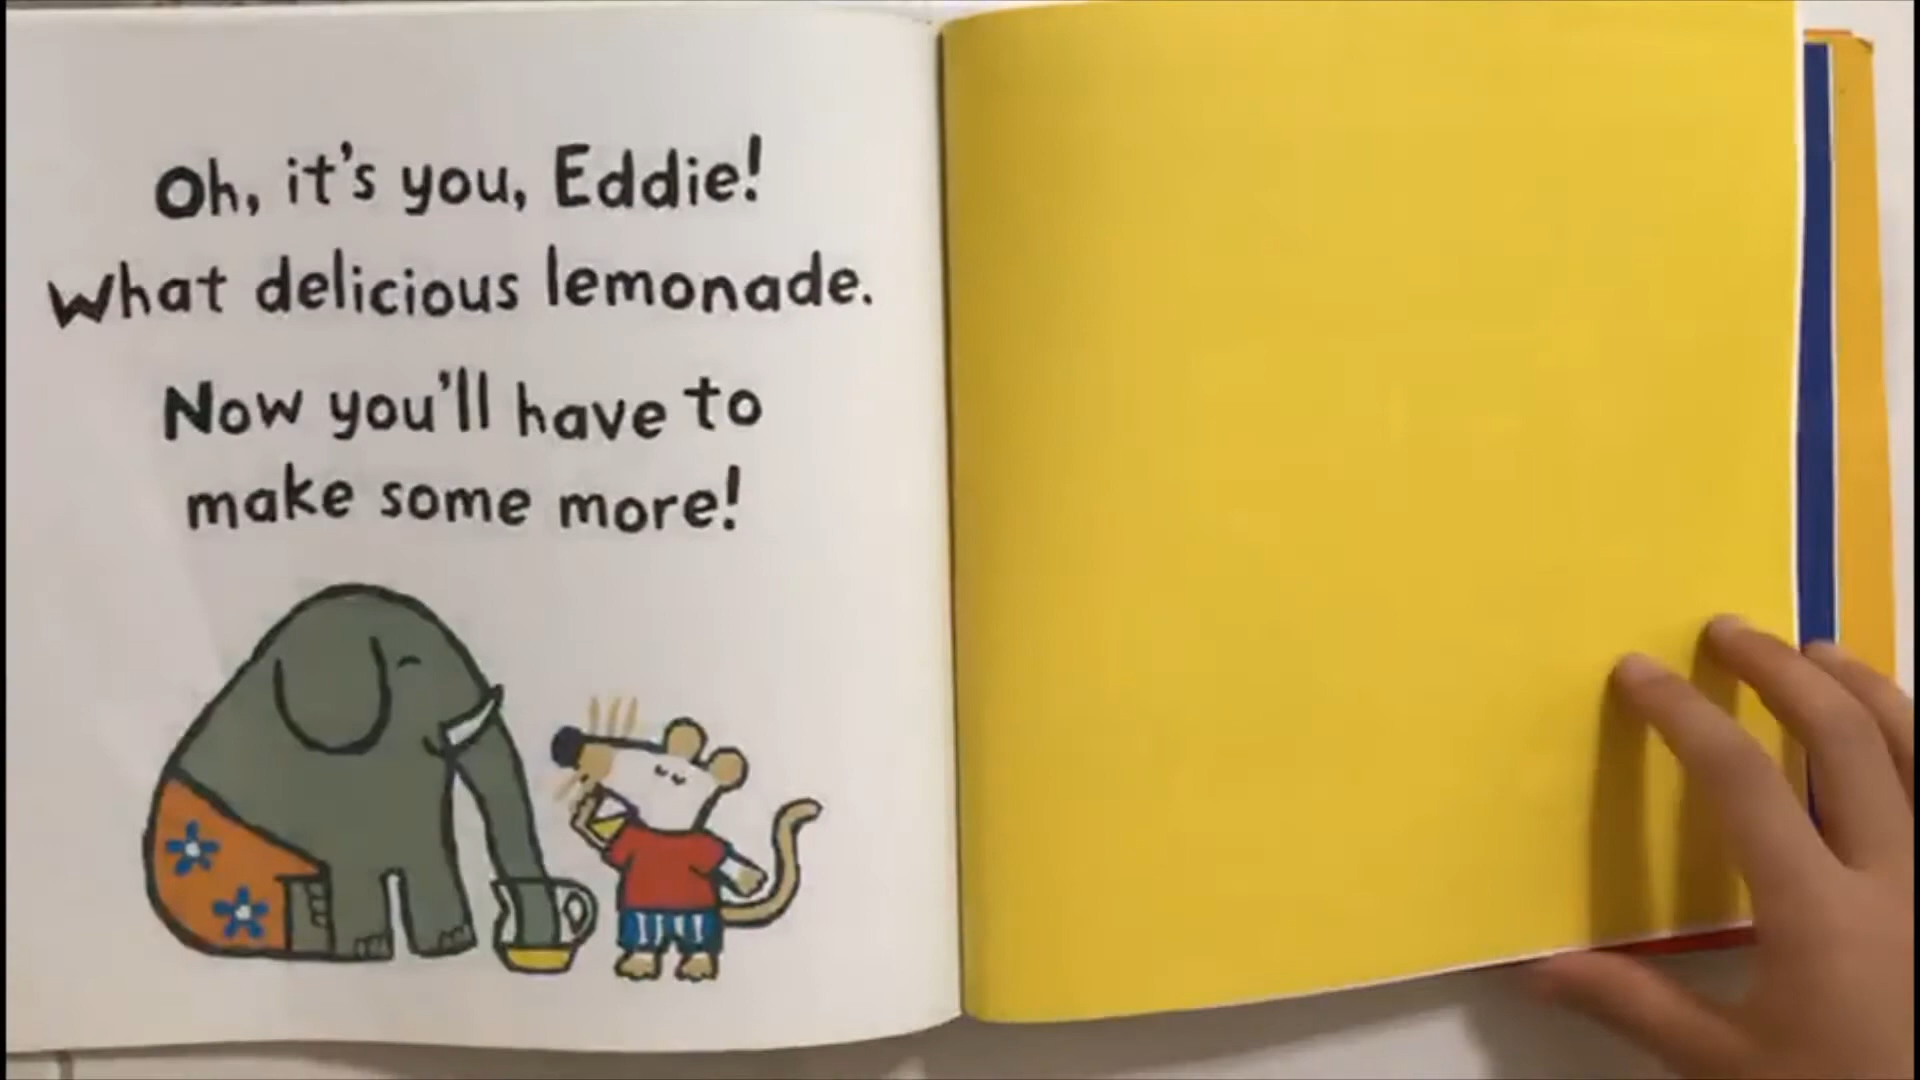 Oh, it's you, Eddie!
What delicious lemonade.
Now you'll have to
make some more!